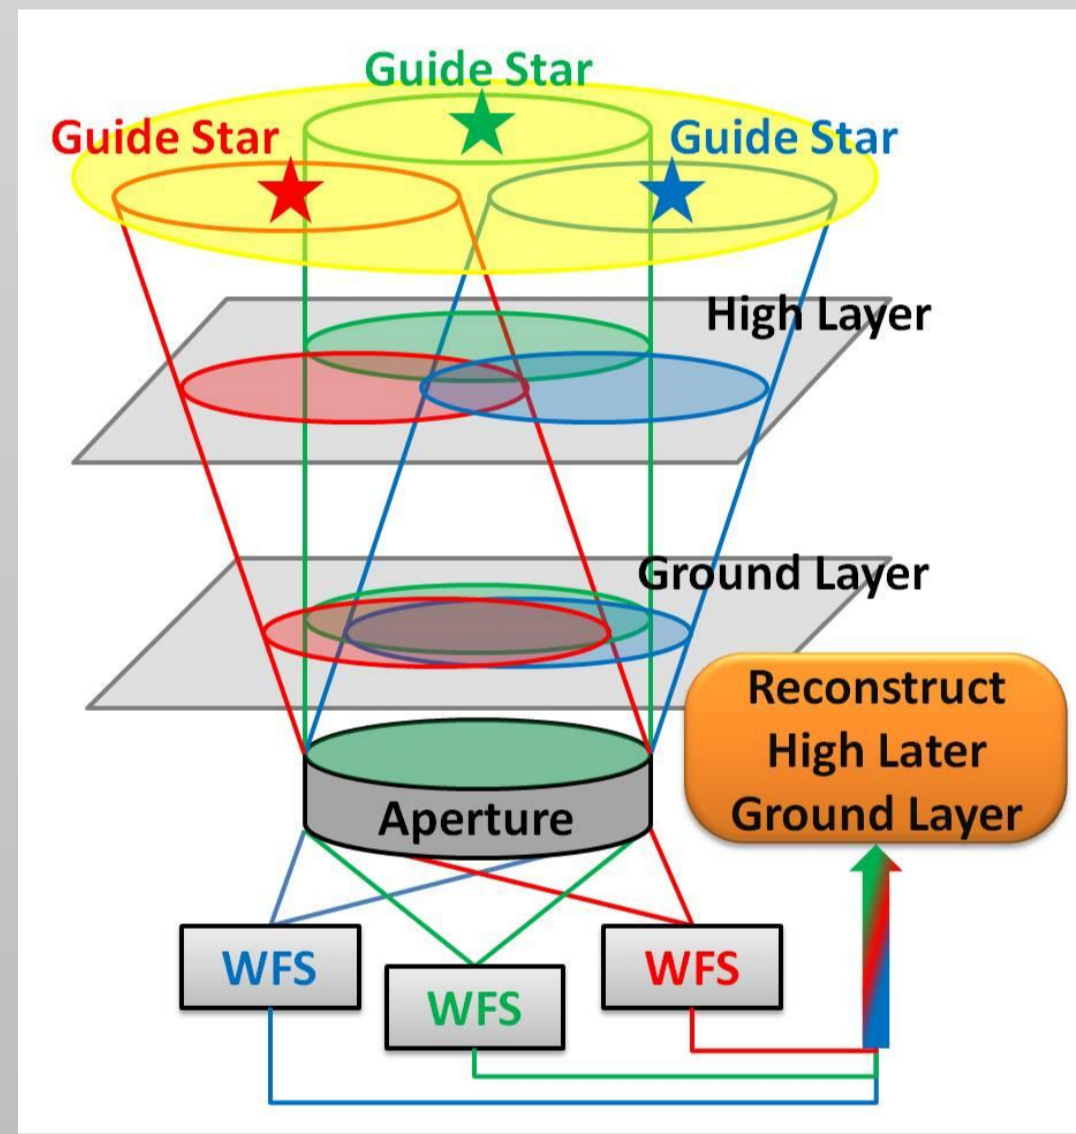 Guide Star
Guide Star
Guide Star
High Layer
Ground Layer
Reconstruct
High Later
Ground Layer
Aperture
WFS
WFS
WFS